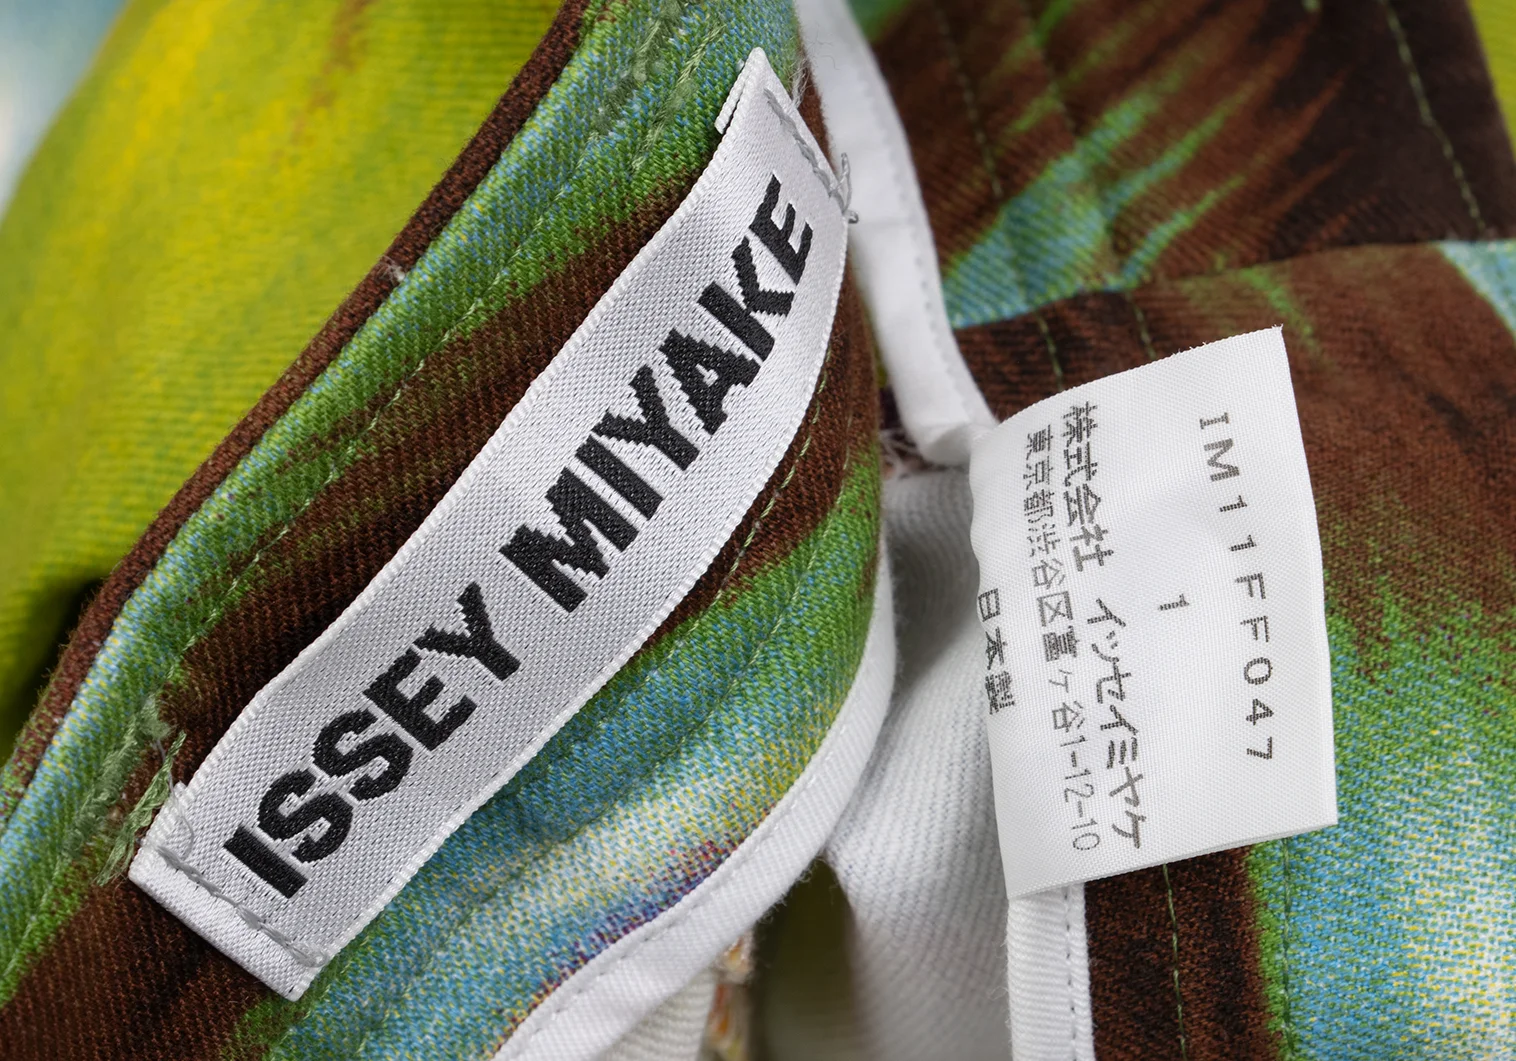 ISSEY MIYAKE
IM11FF047
1
株式会社 イッセイミヤケ
東京都渋谷区富ヶ谷1-12-10
日本製